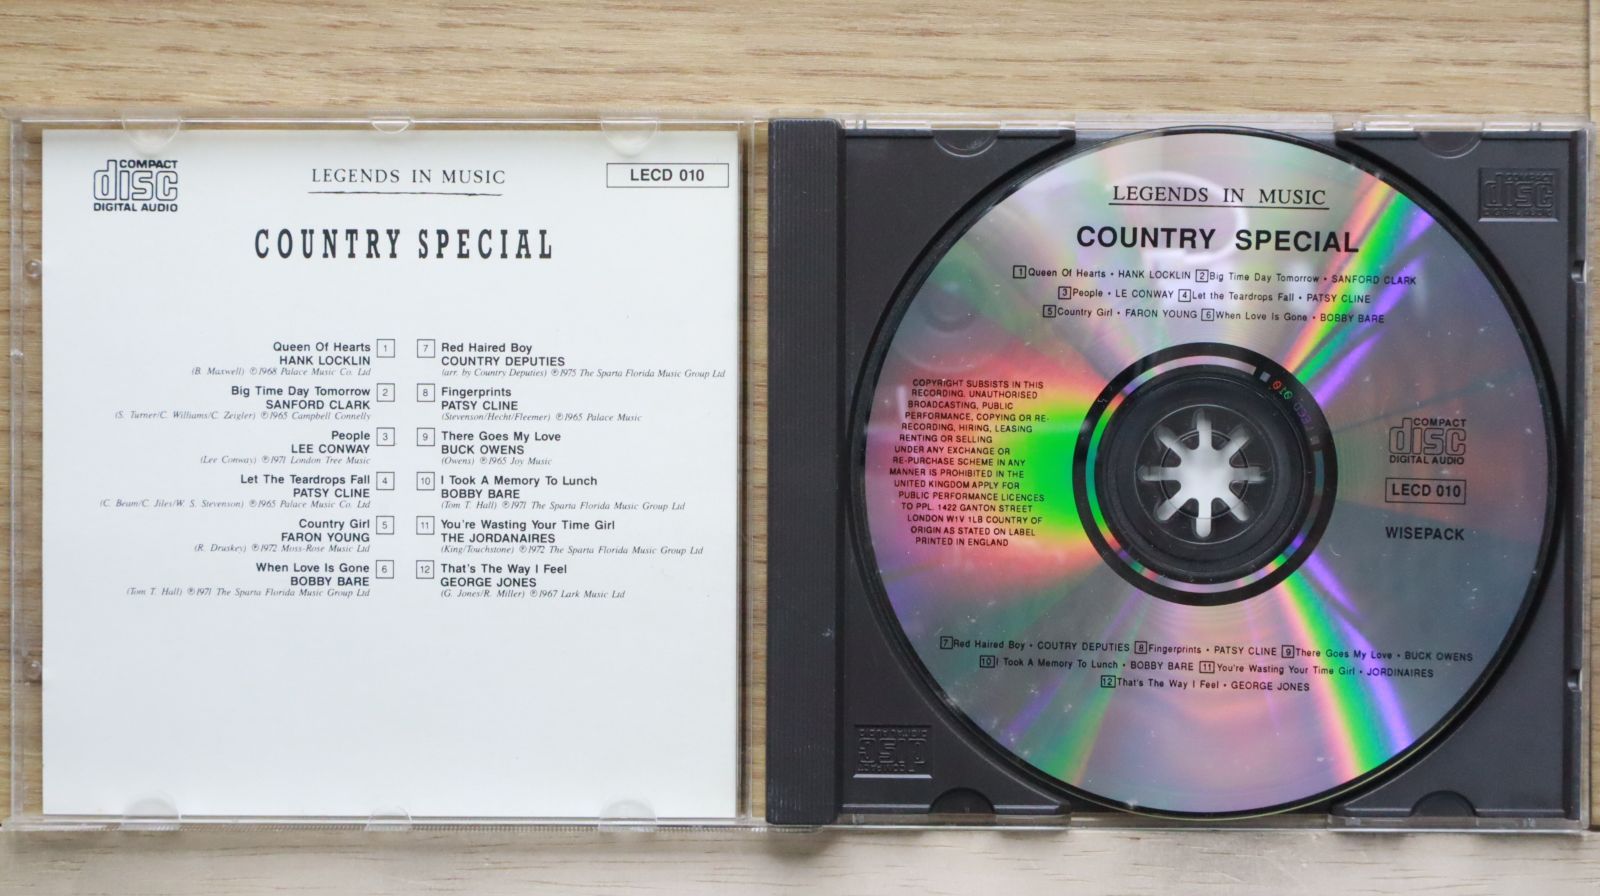 COMPACT
disc
DIGITAL AUDIO
LEGENDS IN MUSIC
LECD 010
COUNTRY SPECIAL
Queen Of Hearts 1
HANK LOCKLIN
(B. Maxwell) ℗1968 Palace Music Co. Ltd
Big Time Day Tomorrow 2
SANFORD CLARK
(S. Turner/C. Williams/C. Zeigler) ℗1965 Campbell Connelly
People 3
LEE CONWAY
(Lee Conway) ℗1971 London Tree Music
Let The Teardrops Fall 4
PATSY CLINE
(C. Beam/C. Jiles/W. S. Stevenson) ℗1965 Palace Music Co. Ltd
Country Girl 5
FARON YOUNG
(R. Druskey) ℗1972 Moss-Rose Music Ltd
When Love Is Gone 6
BOBBY BARE
(Tom T. Hall) ℗1971 The Sparta Florida Music Group Ltd
7 Red Haired Boy
COUNTRY DEPUTIES
(arr. by Country Deputies) ℗1975 The Sparta Florida Music Group Ltd
8 Fingerprints
PATSY CLINE
(Stevenson/Hecht/Fleemer) ℗1965 Palace Music
9 There Goes My Love
BUCK OWENS
(Owens) ℗1965 Joy Music
10 I Took A Memory To Lunch
BOBBY BARE
(Tom T. Hall) ℗1971 The Sparta Florida Music Group Ltd
11 You're Wasting Your Time Girl
THE JORDANAIRES
(King/Touchstone) ℗1972 The Sparta Florida Music Group Ltd
12 That's The Way I Feel
GEORGE JONES
(G. Jones/R. Miller) ℗1967 Lark Music Ltd
LEGENDS IN MUSIC
COUNTRY SPECIAL
1 Queen Of Hearts • HANK LOCKLIN 2 Big Time Day Tomorrow • SANFORD CLARK
3 People • LE CONWAY 4 Let the Teardrops Fall • PATSY CLINE
5 Country Girl • FARON YOUNG 6 When Love Is Gone • BOBBY BARE
COPYRIGHT SUBSISTS IN THIS
RECORDING. UNAUTHORISED
BROADCASTING, PUBLIC
PERFORMANCE, COPYING OR RE-
RECORDING, HIRING, LEASING
RENTING OR SELLING
UNDER ANY EXCHANGE OR
RE-PURCHASE SCHEME IN ANY
MANNER IS PROHIBITED IN THE
UNITED KINGDOM APPLY FOR
PUBLIC PERFORMANCE LICENCES
TO PPL. 1422 GANTON STREET
LONDON W1V 1LB COUNTRY OF
ORIGIN AS STATED ON LABEL
PRINTED IN ENGLAND
LECD 010
COMPACT
disc
DIGITAL AUDIO
LECD 010
WISEPACK
7 Red Haired Boy • COUTRY DEPUTIES 8 Fingerprints • PATSY CLINE 9 There Goes My Love • BUCK OWENS
10 I Took A Memory To Lunch • BOBBY BARE 11 You're Wasting Your Time Girl • JORDINAIRES
12 That's The Way I Feel • GEORGE JONES
COMPACT
disc
DIGITAL AUDIO
COMPACT
disc
DIGITAL AUDIO